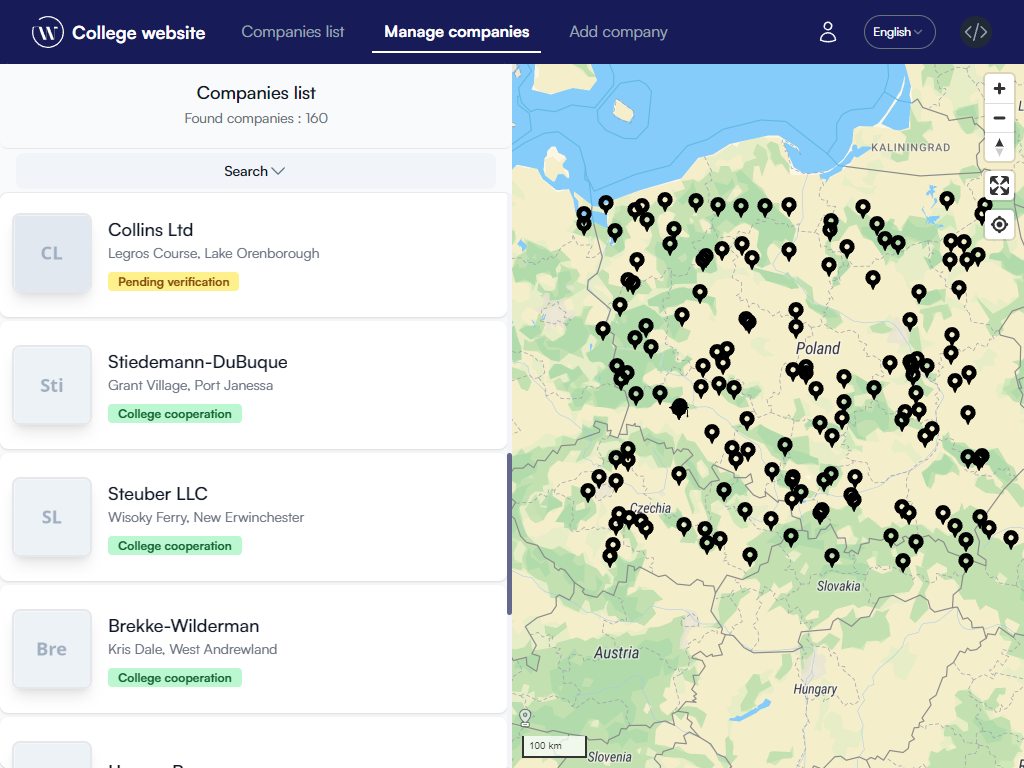 College website
Companies list
Manage companies
Add company
English
Companies list
Found companies : 160
Search
CL
Collins Ltd
Legros Course, Lake Orenborough
Pending verification
Sti
Stiedemann-DuBuque
Grant Village, Port Janessa
College cooperation
SL
Steuber LLC
Wisoky Ferry, New Erwinchester
College cooperation
Bre
Brekke-Wilderman
Kris Dale, West Andrewland
College cooperation
KALININGRAD
Poland
Czechia
Slovakia
Austria
Hungary
Slovenia
100 km